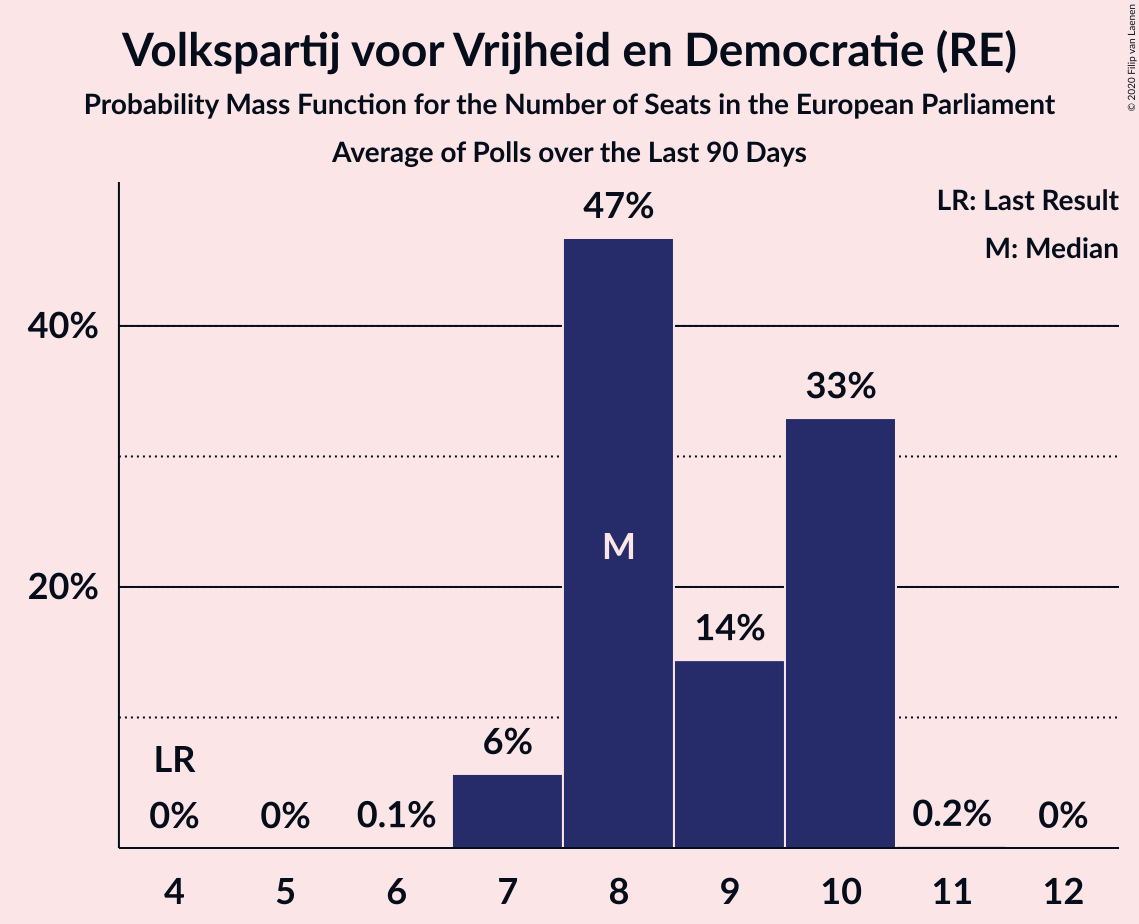 Volkspartij voor Vrijheid en Democratie (RE)
Probability Mass Function for the Number of Seats in the European Parliament
Average of Polls over the Last 90 Days
© 2020 Filip van Laenen
LR: Last Result
M: Median
47%
40%
33%
M
20%
14%
6%
LR
0% 0% 0.1% 0.2% 0%
4 5 6 7 8 9 10 11 12